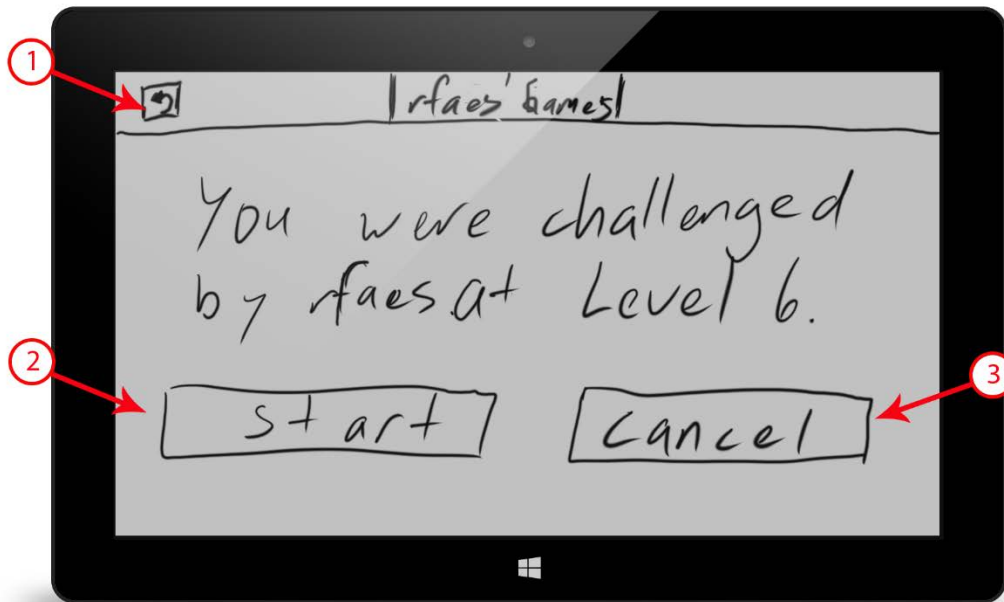 1
rfaes' Games
You were challenged
by rfaes.at Level 6.
2
3
Start
Cancel